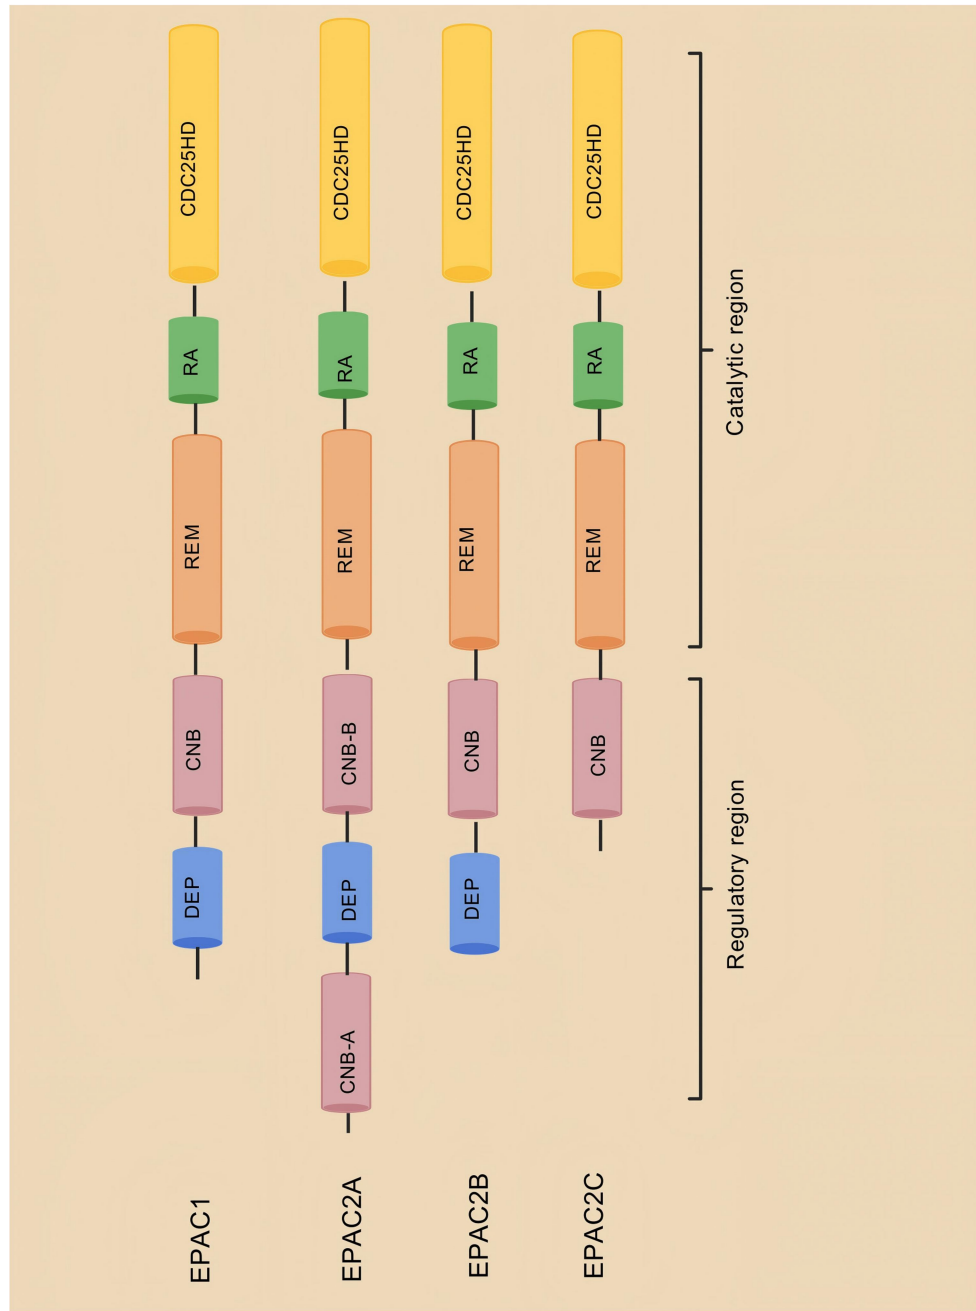 EPAC1
DEP
CNB
REM
RA
CDC25HD
EPAC2A
CNB-A
DEP
CNB-B
REM
RA
CDC25HD
EPAC2B
DEP
CNB
REM
RA
CDC25HD
EPAC2C
CNB
REM
RA
CDC25HD
Regulatory region
Catalytic region